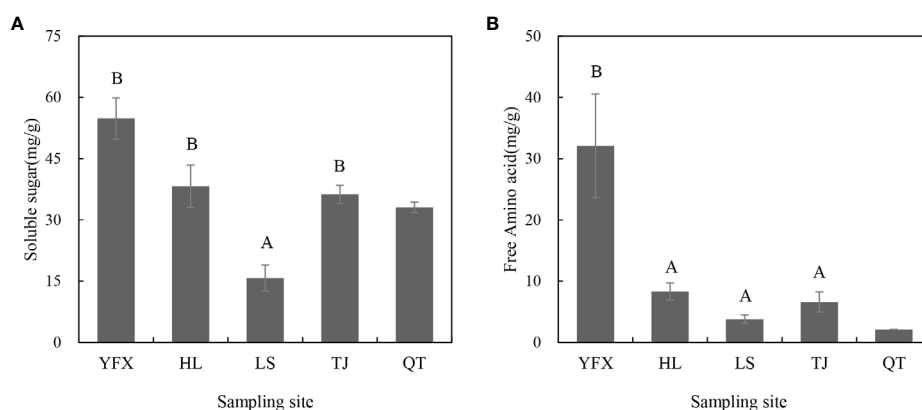 A
Soluble sugar(mg/g)
75
60
45
30
15
0
B
B
A
B
YFX HL LS TJ QT
Sampling site
B
Free Amino acid(mg/g)
50
40
30
20
10
0
B
A
A
A
YFX HL LS TJ QT
Sampling site